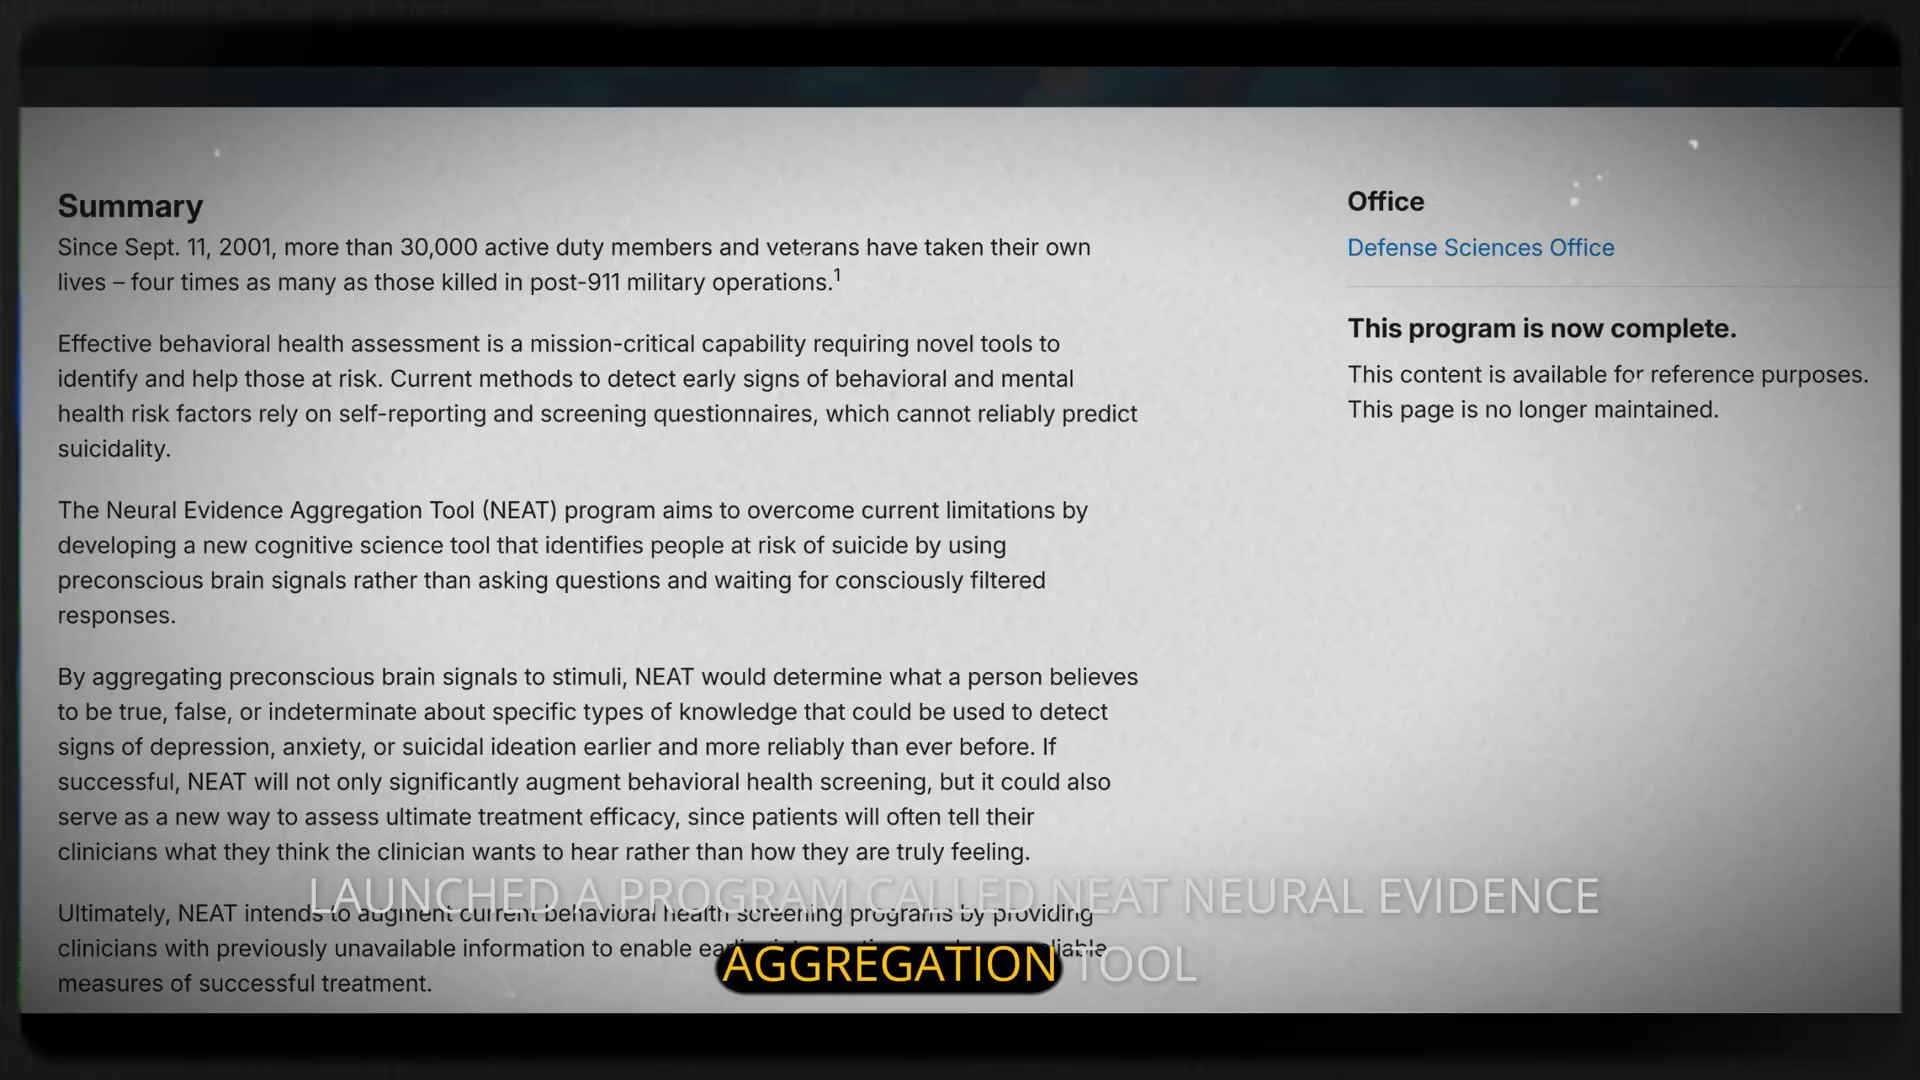 Summary
Since Sept. 11, 2001, more than 30,000 active duty members and veterans have taken their own
lives – four times as many as those killed in post-911 military operations.1
Effective behavioral health assessment is a mission-critical capability requiring novel tools to
identify and help those at risk. Current methods to detect early signs of behavioral and mental
health risk factors rely on self-reporting and screening questionnaires, which cannot reliably predict
suicidality.
The Neural Evidence Aggregation Tool (NEAT) program aims to overcome current limitations by
developing a new cognitive science tool that identifies people at risk of suicide by using
preconscious brain signals rather than asking questions and waiting for consciously filtered
responses.
By aggregating preconscious brain signals to stimuli, NEAT would determine what a person believes
to be true, false, or indeterminate about specific types of knowledge that could be used to detect
signs of depression, anxiety, or suicidal ideation earlier and more reliably than ever before. If
successful, NEAT will not only significantly augment behavioral health screening, but it could also
serve as a new way to assess ultimate treatment efficacy, since patients will often tell their
clinicians what they think the clinician wants to hear rather than how they are truly feeling.
Ultimately, NEAT intends to augment current behavioral health screening programs by providing
clinicians with previously unavailable information to enable
measures of successful treatment.
Office
Defense Sciences Office
This program is now complete.
This content is available for reference purposes.
This page is no longer maintained.
LAUNCHED A PROGRAM CALLED NEAT NEURAL EVIDENCE
AGGREGATION TOOL